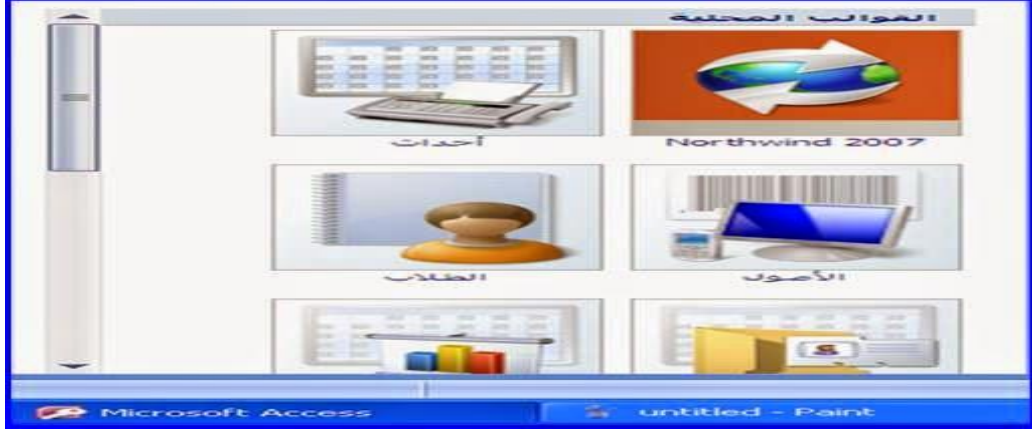 القوالب المحلية
Northwind 2007
أحداث
الأصول
الطلاب
Microsoft Access
untitled - Paint